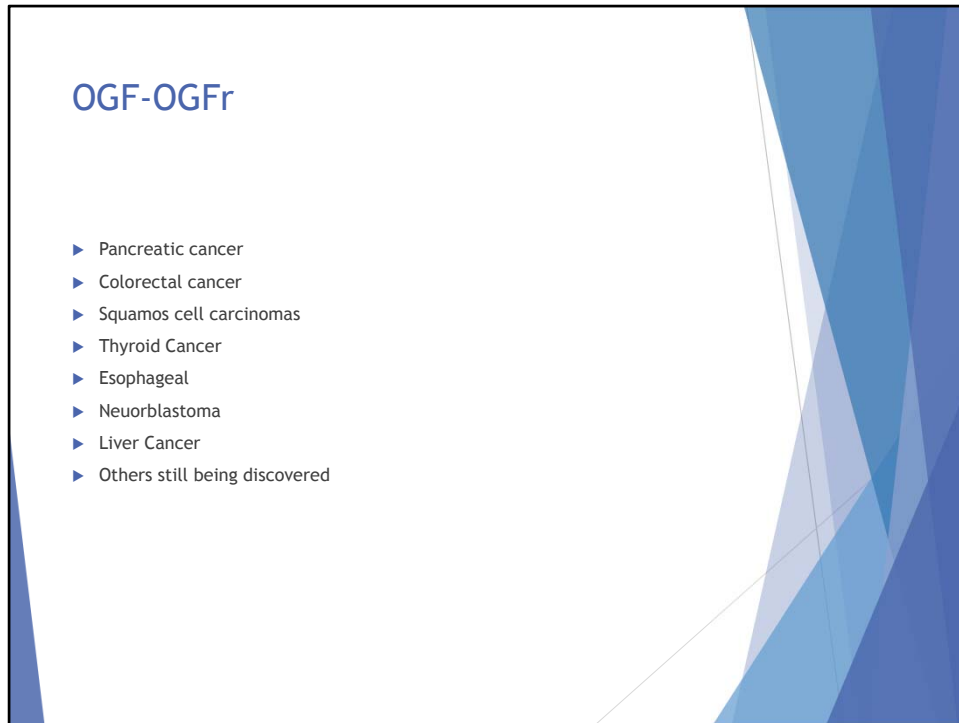 OGF-OGFr
Pancreatic cancer
Colorectal cancer
Squamos cell carcinomas
Thyroid Cancer
Esophageal
Neuorblastoma
Liver Cancer
Others still being discovered